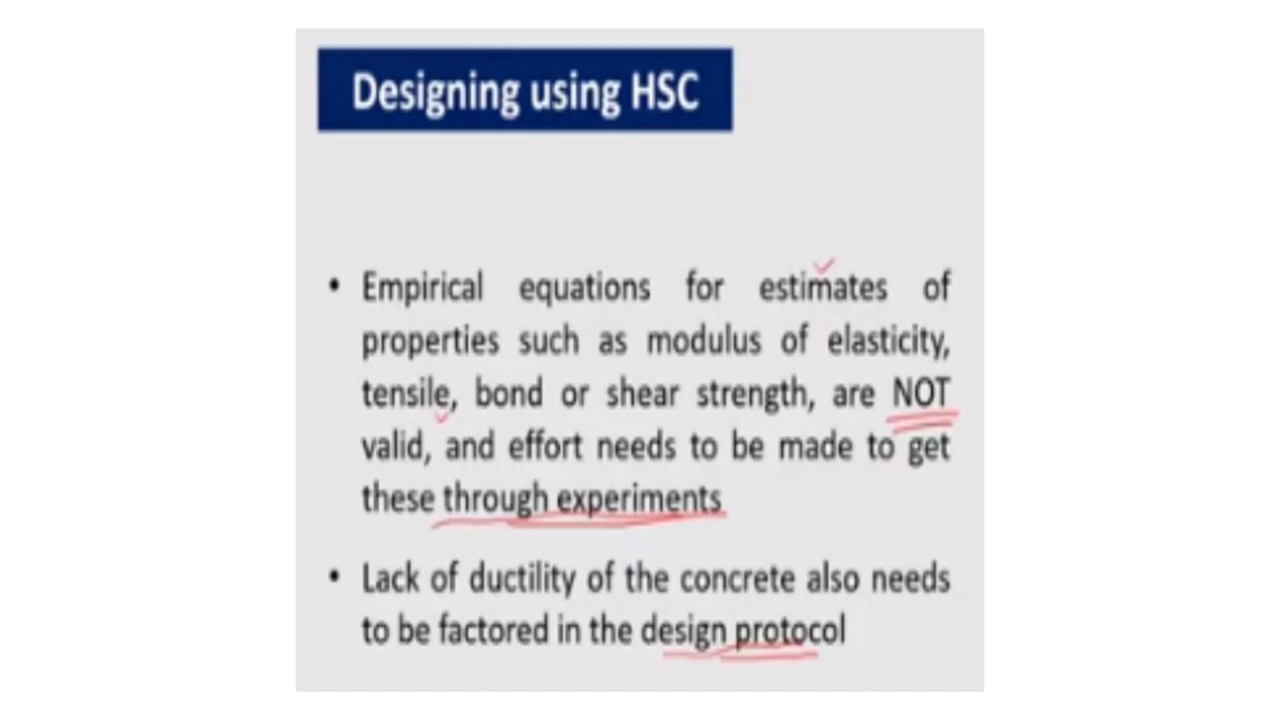 Designing using HSC
• Empirical equations for estimates of
properties such as modulus of elasticity,
tensile, bond or shear strength, are NOT
valid, and effort needs to be made to get
these through experiments
• Lack of ductility of the concrete also needs
to be factored in the design protocol